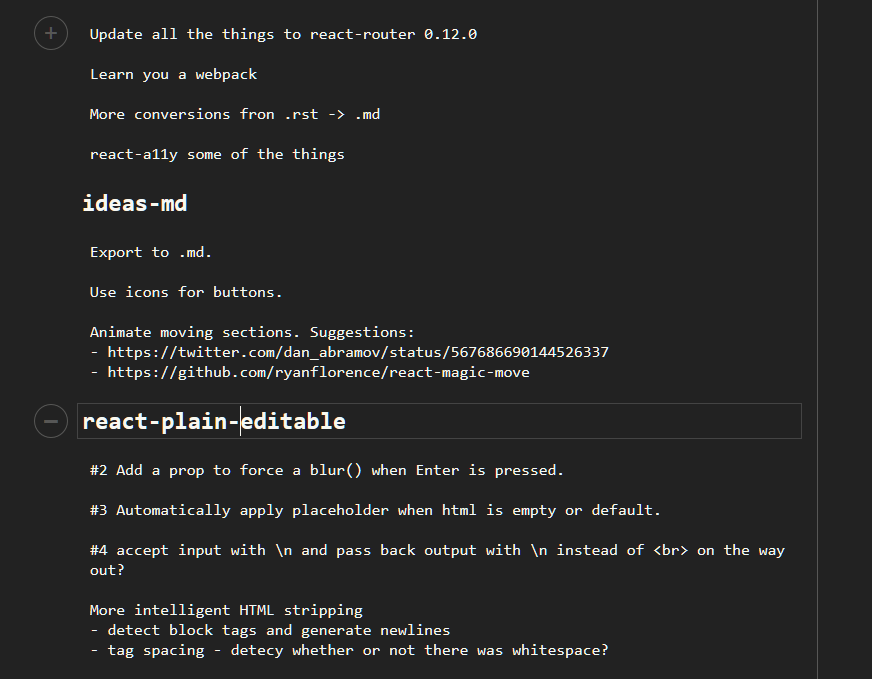 Update all the things to react-router 0.12.0
Learn you a webpack
More conversions fron .rst -> .md
react-a11y some of the things
ideas-md
Export to .md.
Use icons for buttons.
Animate moving sections. Suggestions:
- https://twitter.com/dan_abramov/status/567686690144526337
- https://github.com/ryanflorence/react-magic-move
react-plain-editable
#2 Add a prop to force a blur() when Enter is pressed.
#3 Automatically apply placeholder when html is empty or default.
#4 accept input with \n and pass back output with \n instead of <br> on the way
out?
More intelligent HTML stripping
- detect block tags and generate newlines
- tag spacing - detecy whether or not there was whitespace?